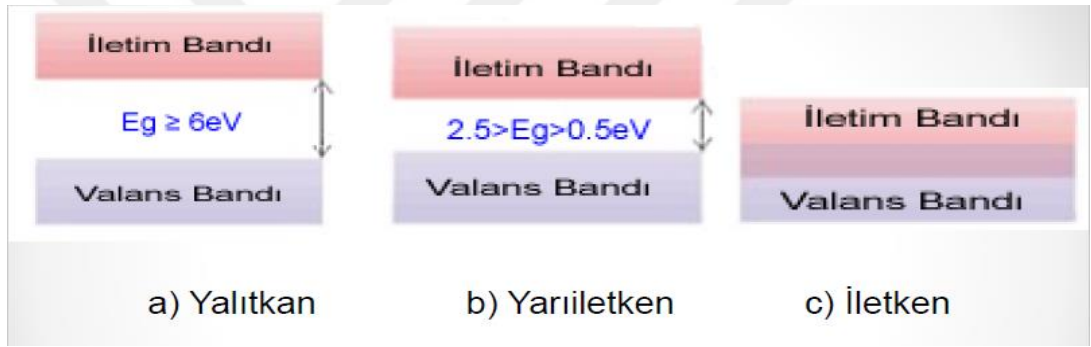 İletim Bandı
Eg ≥ 6eV
Valans Bandı
İletim Bandı
2.5>Eg>0.5eV
Valans Bandı
İletim Bandı
Valans Bandı
a) Yalıtkan
b) Yarıiletken
c) İletken